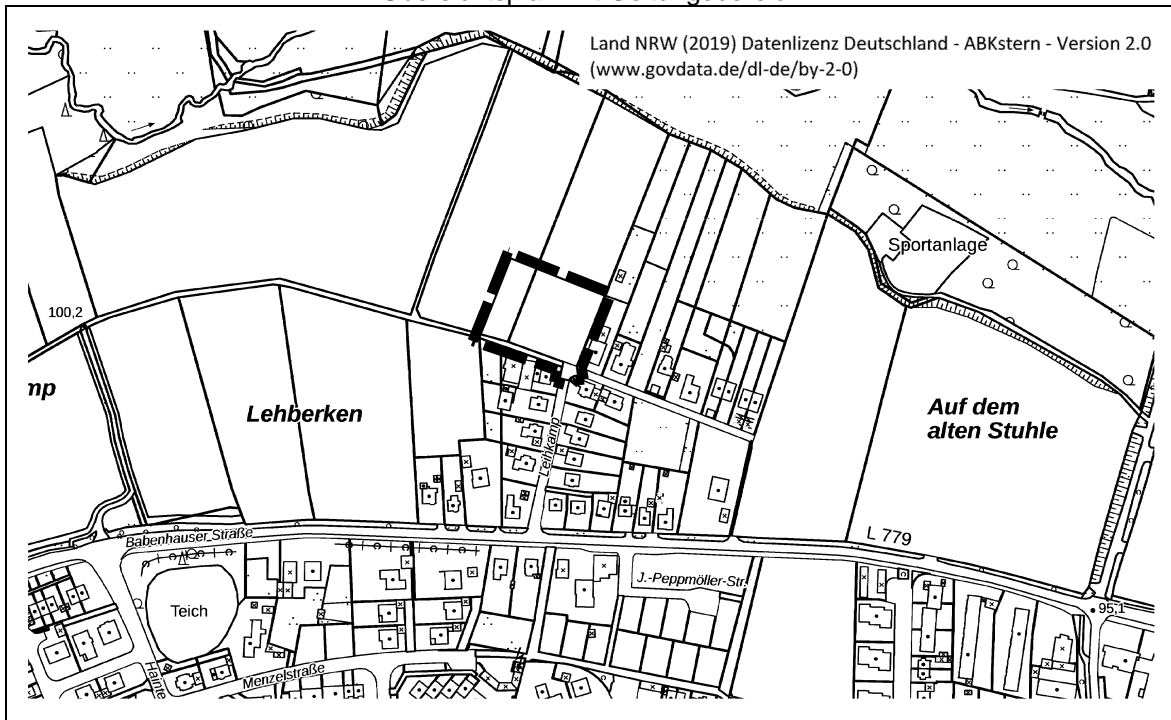 Land NRW (2019) Datenlizenz Deutschland - ABKstern - Version 2.0
(www.govdata.de/dl-de/by-2-0)
Sportanlage
100,2
mp
Lehberken
Auf dem
alten Stuhle
Leihkamp
Babenhauser Straße
L 779
J.-Peppmöller-Str.
Teich
95,1
Menzelstraße